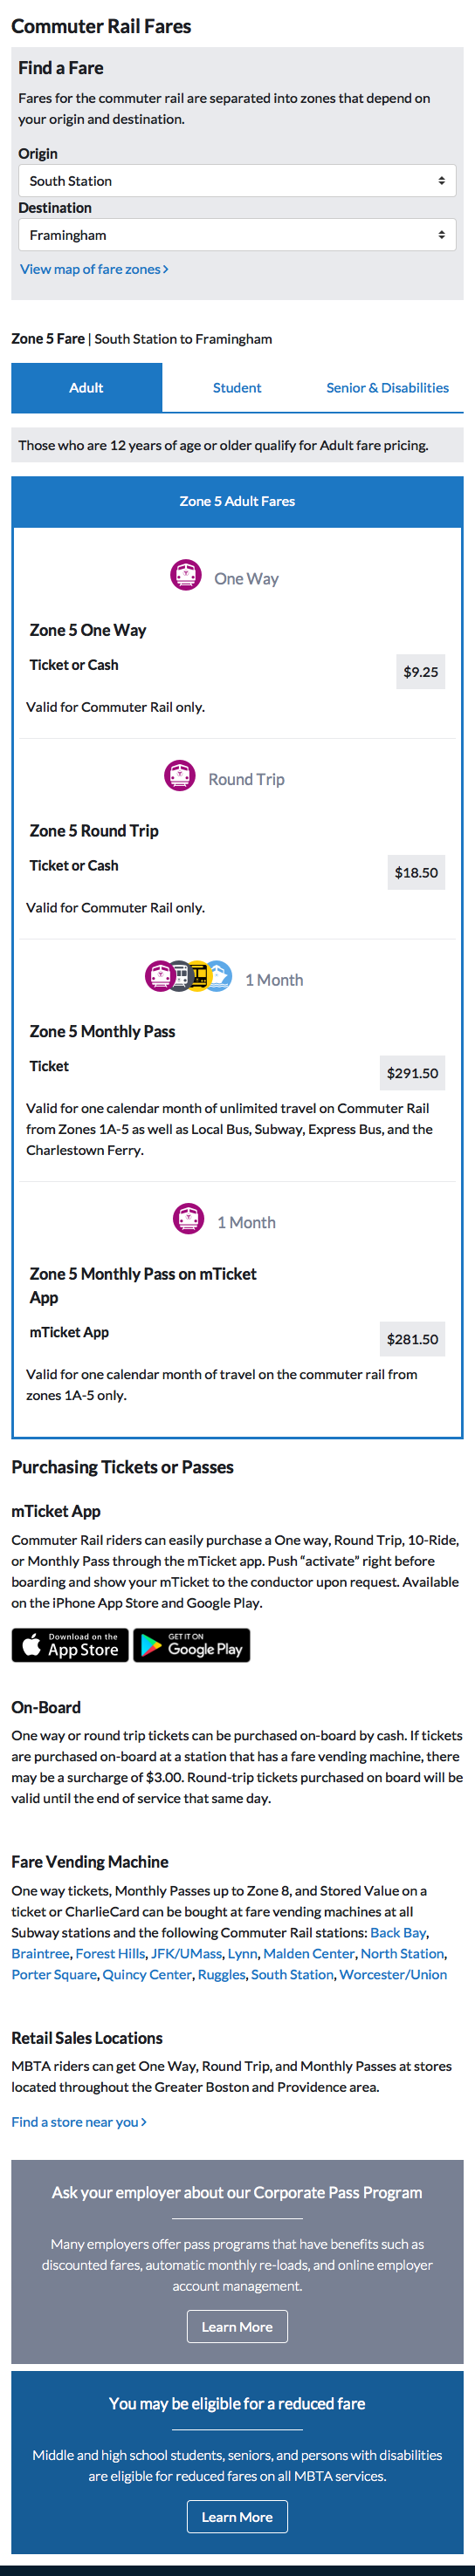 Commuter Rail Fares
Find a Fare
Fares for the commuter rail are separated into zones that depend on
your origin and destination.
Origin
South Station
Destination
Framingham
View map of fare zones
Zone 5 Fare | South Station to Framingham
Adult Student Senior & Disabilities
Those who are 12 years of age or older qualify for Adult fare pricing.
Zone 5 Adult Fares
One Way
Zone 5 One Way
Ticket or Cash
$9.25
Valid for Commuter Rail only.
Round Trip
Zone 5 Round Trip
Ticket or Cash
$18.50
Valid for Commuter Rail only.
1 Month
Zone 5 Monthly Pass
Ticket
$291.50
Valid for one calendar month of unlimited travel on Commuter Rail
from Zones 1A-5 as well as Local Bus, Subway, Express Bus, and the
Charlestown Ferry.
1 Month
Zone 5 Monthly Pass on mTicket
App
mTicket App
$281.50
Valid for one calendar month of travel on the commuter rail from
zones 1A-5 only.
Purchasing Tickets or Passes
mTicket App
Commuter Rail riders can easily purchase a One way, Round Trip, 10-Ride,
or Monthly Pass through the mTicket app. Push “activate” right before
boarding and show your mTicket to the conductor upon request. Available
on the iPhone App Store and Google Play.
Download on the
App Store
GET IT ON
Google Play
On-Board
One way or round trip tickets can be purchased on-board by cash. If tickets
are purchased on-board at a station that has a fare vending machine, there
may be a surcharge of $3.00. Round-trip tickets purchased on board will be
valid until the end of service that same day.
Fare Vending Machine
One way tickets, Monthly Passes up to Zone 8, and Stored Value on a
ticket or CharlieCard can be bought at fare vending machines at all
Subway stations and the following Commuter Rail stations: Back Bay,
Braintree, Forest Hills, JFK/UMass, Lynn, Malden Center, North Station,
Porter Square, Quincy Center, Ruggles, South Station, Worcester/Union
Retail Sales Locations
MBTA riders can get One Way, Round Trip, and Monthly Passes at stores
located throughout the Greater Boston and Providence area.
Find a store near you
Ask your employer about our Corporate Pass Program
Many employers offer pass programs that have benefits such as
discounted fares, automatic monthly re-loads, and online employer
account management.
Learn More
You may be eligible for a reduced fare
Middle and high school students, seniors, and persons with disabilities
are eligible for reduced fares on all MBTA services.
Learn More